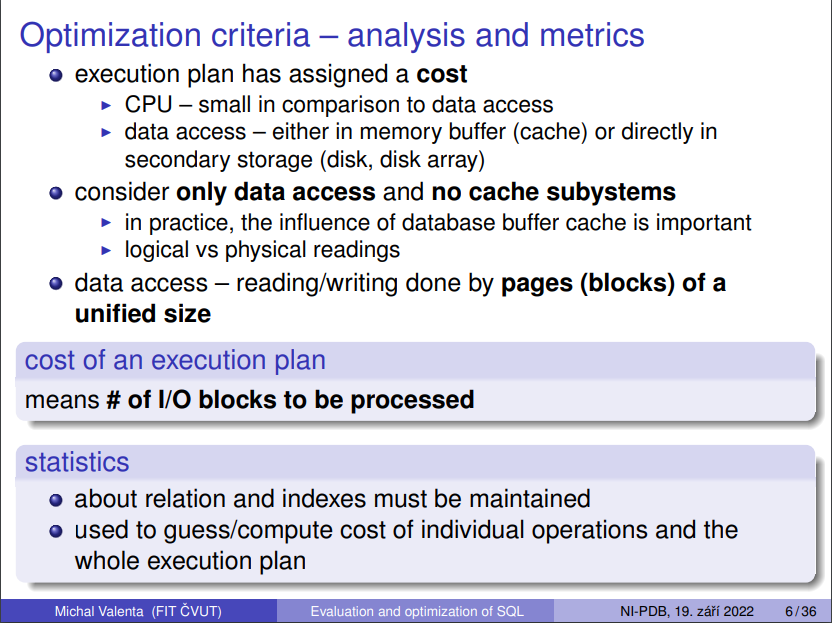 Optimization criteria – analysis and metrics
execution plan has assigned a cost
CPU – small in comparison to data access
data access – either in memory buffer (cache) or directly in
secondary storage (disk, disk array)
consider only data access and no cache subystems
in practice, the influence of database buffer cache is important
logical vs physical readings
data access – reading/writing done by pages (blocks) of a
unified size
cost of an execution plan
means # of I/O blocks to be processed
statistics
about relation and indexes must be maintained
used to guess/compute cost of individual operations and the
whole execution plan
Michal Valenta (FIT ČVUT) Evaluation and optimization of SQL NI-PDB, 19. září 2022 6 / 36